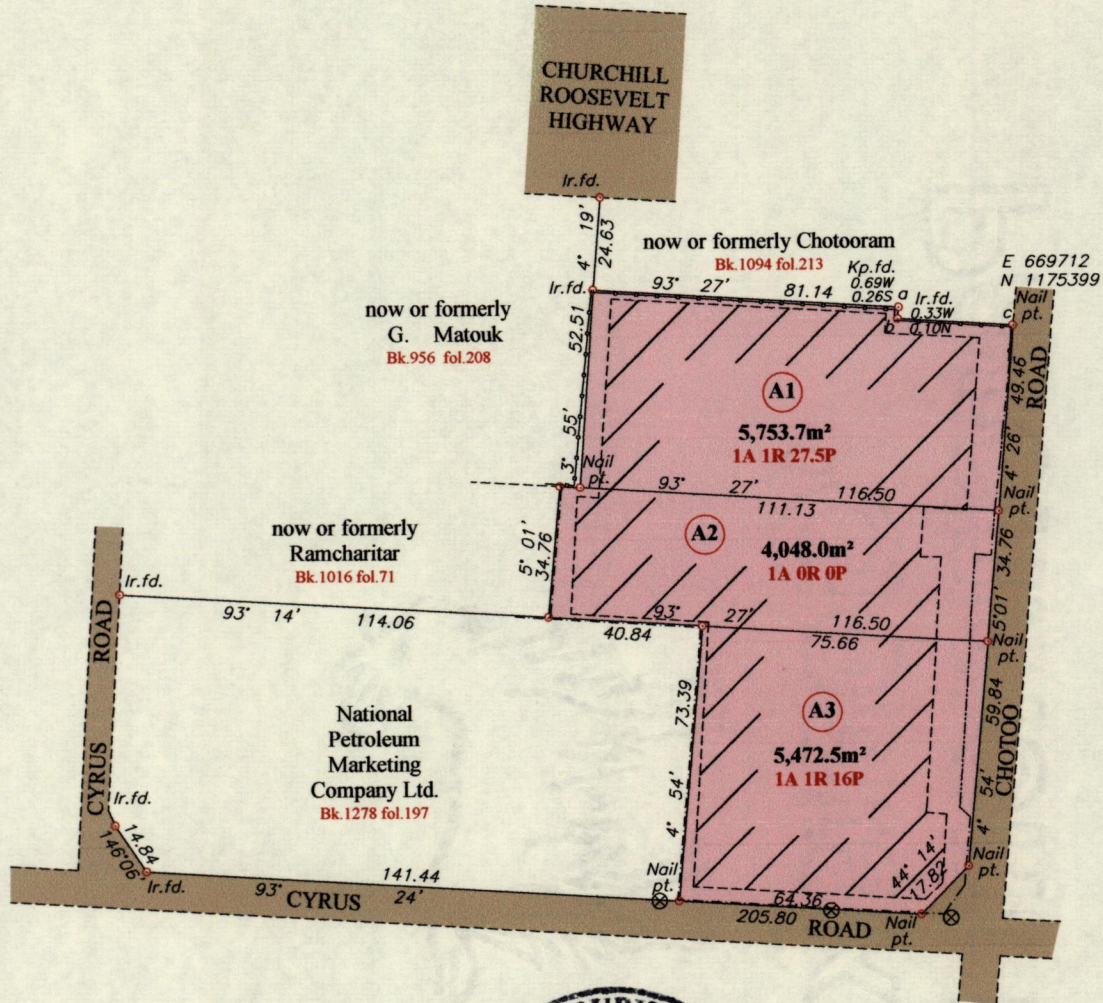 CHURCHILL
ROOSEVELT
HIGHWAY
Ir.fd.
4° 19'
24.63
now or formerly Chotooram
Bk.1094 fol.213
Kp.fd.
0.69W
0.26S
a
Ir.fd.
0.33W
0.10N
b
c
E 669712
N 1175399
Nail
pt.
Ir.fd.
93° 27' 81.14
now or formerly
G. Matouk
Bk.956 fol.208
3° 55' 52.51
A1
5,753.7m²
1A 1R 27.5P
49.46
4° 26'
ROAD
Nail
pt.
93° 27' 116.50
111.13
Nail
pt.
now or formerly
Ramcharitar
Bk.1016 fol.71
5° 01'
34.76
A2
4,048.0m²
1A 0R 0P
34.76
5°01'
Ir.fd.
93° 14' 114.06
93° 27' 116.50
40.84
75.66
Nail
pt.
ROAD
CYRUS
National
Petroleum
Marketing
Company Ltd.
Bk.1278 fol.197
73.39
4° 54'
A3
5,472.5m²
1A 1R 16P
59.84
4° 54'
CHOTOO
Ir.fd.
14.84
146°06'
Ir.fd.
141.44
93° 24'
CYRUS
Nail
pt.
64.36
205.80
44° 14'
17.82
Nail
pt.
Nail
pt.
ROAD